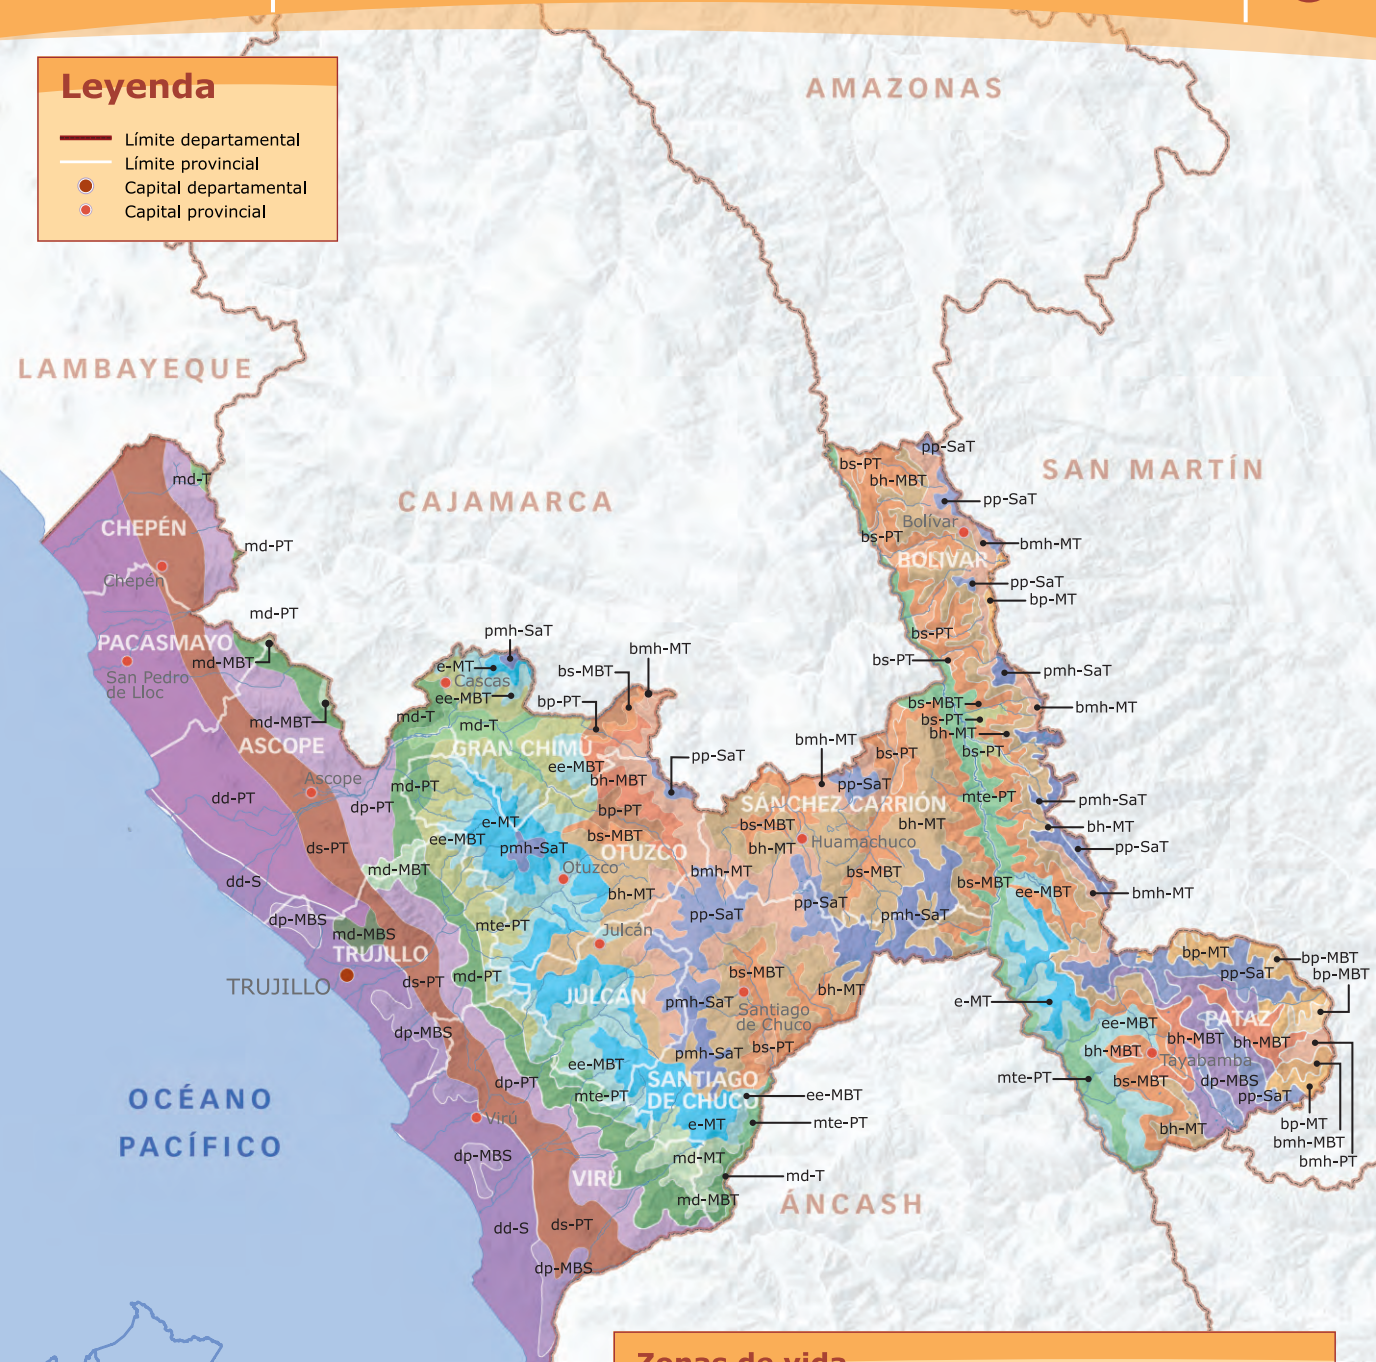 Leyenda
Límite departamental
Límite provincial
Capital departamental
Capital provincial
AMAZONAS
LAMBAYEQUE
CAJAMARCA
SAN MARTÍN
pp-SaT
bs-PT
bh-MBT
md-T
pp-SaT
CHEPÉN
Bolívar
bs-PT
bmh-MT
md-PT
BOLIVAR
Chepén
pp-SaT
bp-MT
md-PT
pmh-SaT
bs-PT
PACASMAYO
bmh-MT
md-MBT
e-MT
bs-PT
San Pedro
de Lloc
bs-MBT
pmh-SaT
Cascas
ee-MBT
bp-PT
bs-MBT
bmh-MT
md-T
md-MBT
md-T
bs-PT
bh-MT
ASCOPE
GRAN CHIMÚ
bmh-MT
bs-PT
bs-PT
pp-SaT
ee-MBT
Ascope
bh-MBT
pp-SaT
md-PT
dd-PT
mte-PT
pmh-SaT
dp-PT
SÁNCHEZ CARRIÓN
bp-PT
e-MT
bs-MBT
bh-MT
bh-MT
ee-MBT
bs-MBT
Huamachuco
ds-PT
pmh-SaT
bh-MT
pp-SaT
OTUZCO
md-MBT
Otuzco
bmh-MT
bs-MBT
dd-S
bs-MBT
ee-MBT
bmh-MT
bh-MT
pp-SaT
pp-SaT
pmh-SaT
dp-MBS
mte-PT
md-MBS
Julcán
TRUJILLO
bp-MT
bp-MBT
pp-SaT
bp-MBT
TRUJILLO
ds-PT
md-PT
bs-MBT
bh-MT
JULCÁN
pmh-SaT
e-MT
Santiago
de Chuco
PATAZ
dp-MBS
ee-MBT
bh-MBT
bh-MBT
pmh-SaT
bs-PT
bh-MBT
Tayabamba
ee-MBT
mte-PT
bs-MBT
dp-MBS
dp-PT
SANTIAGO
DE CHUCO
mte-PT
ee-MBT
pp-SaT
OCÉANO
PACÍFICO
Virú
e-MT
mte-PT
bh-MT
bp-MT
bmh-MBT
bmh-PT
dp-MBS
md-MT
VIRÚ
md-T
md-MBT
ÁNCASH
dd-S
ds-PT
dp-MBS
Zonas de vida